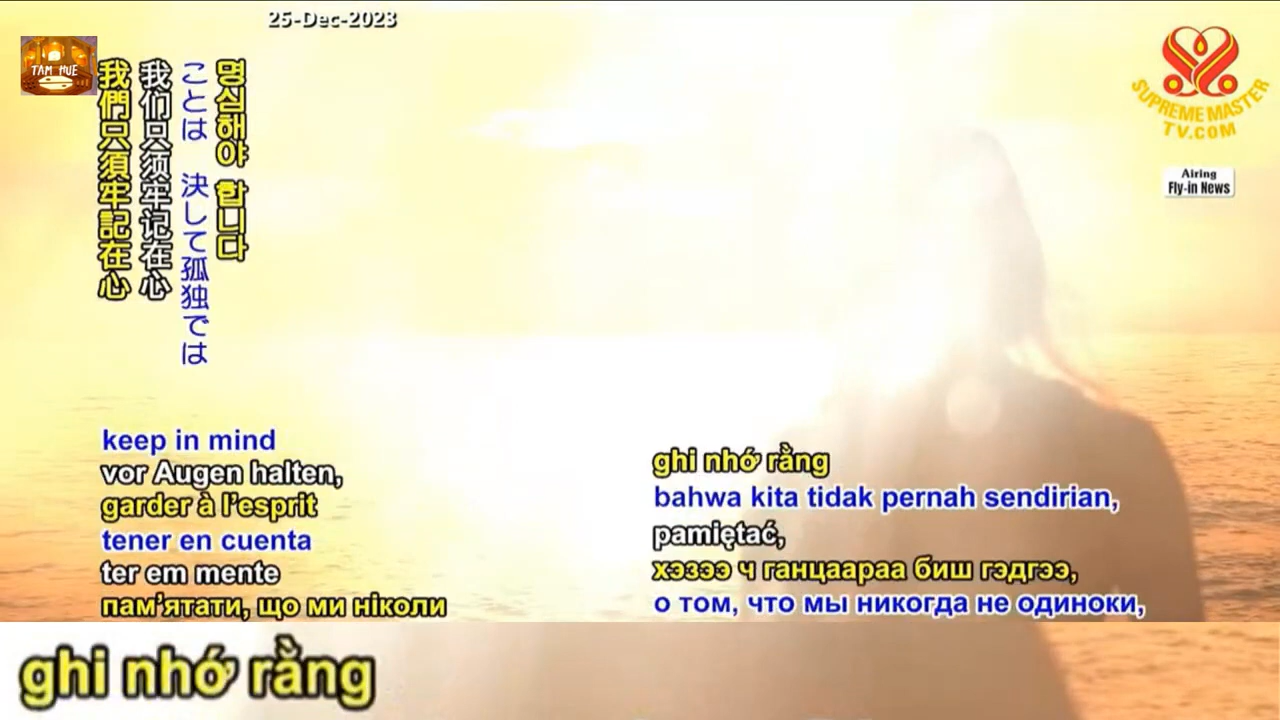 25-Dec-2023
TAM HUE
SUPREME MASTER
TV.COM
Airing
Fly-in News
명심해야 합니다
ことは 決して孤独では
我们只须牢记在心
我們只須牢記在心
keep in mind
vor Augen halten,
garder à l'esprit
tener en cuenta
ter em mente
пам'ятати, що ми ніколи
ghi nhớ rằng
bahwa kita tidak pernah sendirian,
pamiętać,
хэзээ ч ганцаараа биш гэдгээ,
о том, что мы никогда не одиноки,
ghi nhớ rằng